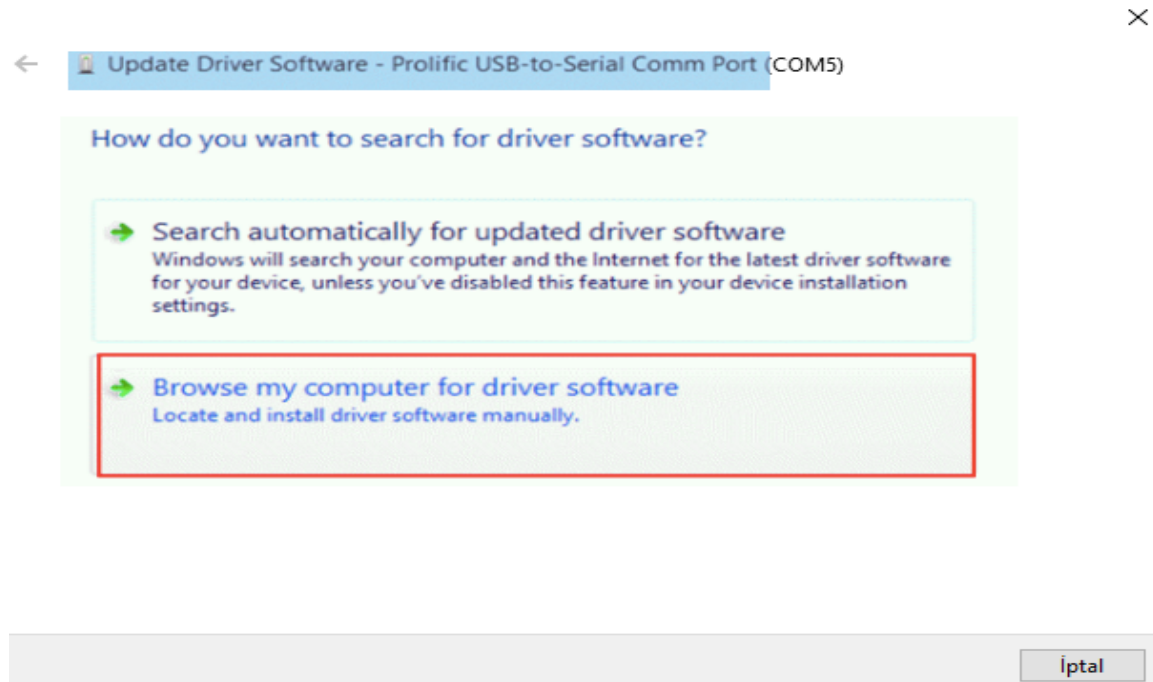 Update Driver Software - Prolific USB-to-Serial Comm Port (COM5)
How do you want to search for driver software?
Search automatically for updated driver software
Windows will search your computer and the Internet for the latest driver software
for your device, unless you've disabled this feature in your device installation
settings.
Browse my computer for driver software
Locate and install driver software manually.
İptal